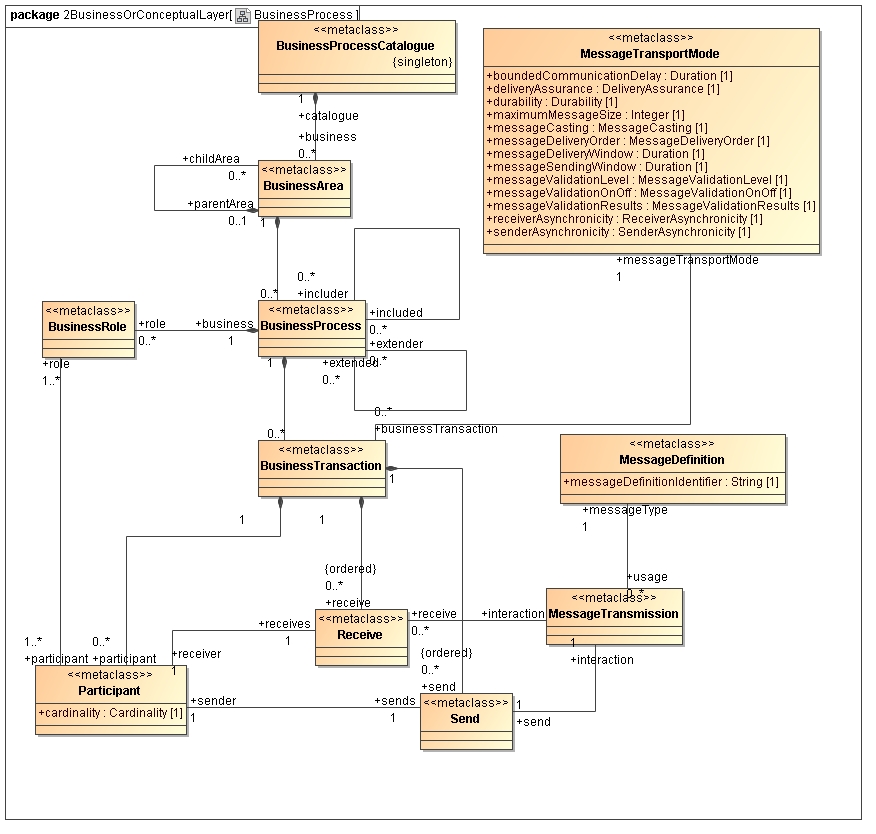 package 2BusinessOrConceptualLayer[ BusinessProcess ]
<<metaclass>>
BusinessProcessCatalogue
{singleton}
1
+catalogue
+business
0..*
<<metaclass>>
MessageTransportMode
+boundedCommunicationDelay : Duration [1]
+deliveryAssurance : DeliveryAssurance [1]
+durability : Durability [1]
+maximumMessageSize : Integer [1]
+messageCasting : MessageCasting [1]
+messageDeliveryOrder : MessageDeliveryOrder [1]
+messageDeliveryWindow : Duration [1]
+messageSendingWindow : Duration [1]
+messageValidationLevel : MessageValidationLevel [1]
+messageValidationOnOff : MessageValidationOnOff [1]
+messageValidationResults : MessageValidationResults [1]
+receiverAsynchronicity : ReceiverAsynchronicity [1]
+senderAsynchronicity : SenderAsynchronicity [1]
+messageTransportMode
1
+childArea
0..*
<<metaclass>>
BusinessArea
+parentArea
0..1
1
0..*
0..*
+includer
<<metaclass>>
BusinessProcess
+included
0..*
+extender
0..*
+extended
0..*
1
<<metaclass>>
BusinessRole
+role
0..*
+business
1
+role
1..*
0..*
0..*
+businessTransaction
<<metaclass>>
BusinessTransaction
1
1
1
<<metaclass>>
MessageDefinition
+messageDefinitionIdentifier : String [1]
+messageType
1
+usage
0..*
<<metaclass>>
MessageTransmission
1
+interaction
{ordered}
0..*
+receive
<<metaclass>>
Receive
+receive
0..*
+interaction
+receives
1
+receiver
1
{ordered}
0..*
+send
<<metaclass>>
Send
1
+send
1..*
+participant
0..*
+participant
<<metaclass>>
Participant
+cardinality : Cardinality [1]
+sender
1
+sends
1